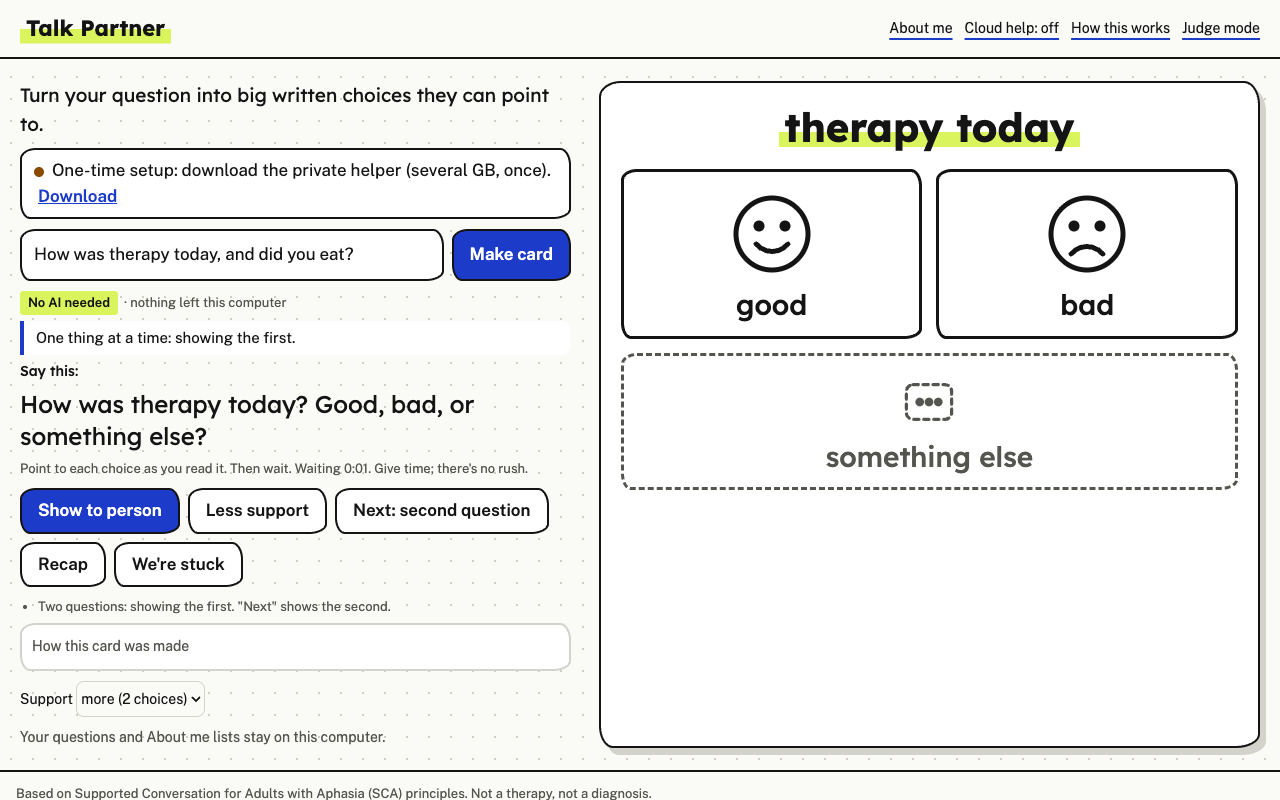 Talk Partner
About me
Cloud help: off
How this works
Judge mode
Turn your question into big written choices they can point
to.
One-time setup: download the private helper (several GB, once).
Download
How was therapy today, and did you eat?
Make card
No AI needed · nothing left this computer
One thing at a time: showing the first.
Say this:
How was therapy today? Good, bad, or
something else?
Point to each choice as you read it. Then wait. Waiting 0:01. Give time; there's no rush.
Show to person
Less support
Next: second question
Recap
We're stuck
• Two questions: showing the first. "Next" shows the second.
How this card was made
Support more (2 choices)
Your questions and About me lists stay on this computer.
therapy today
good
bad
something else
Based on Supported Conversation for Adults with Aphasia (SCA) principles. Not a therapy, not a diagnosis.